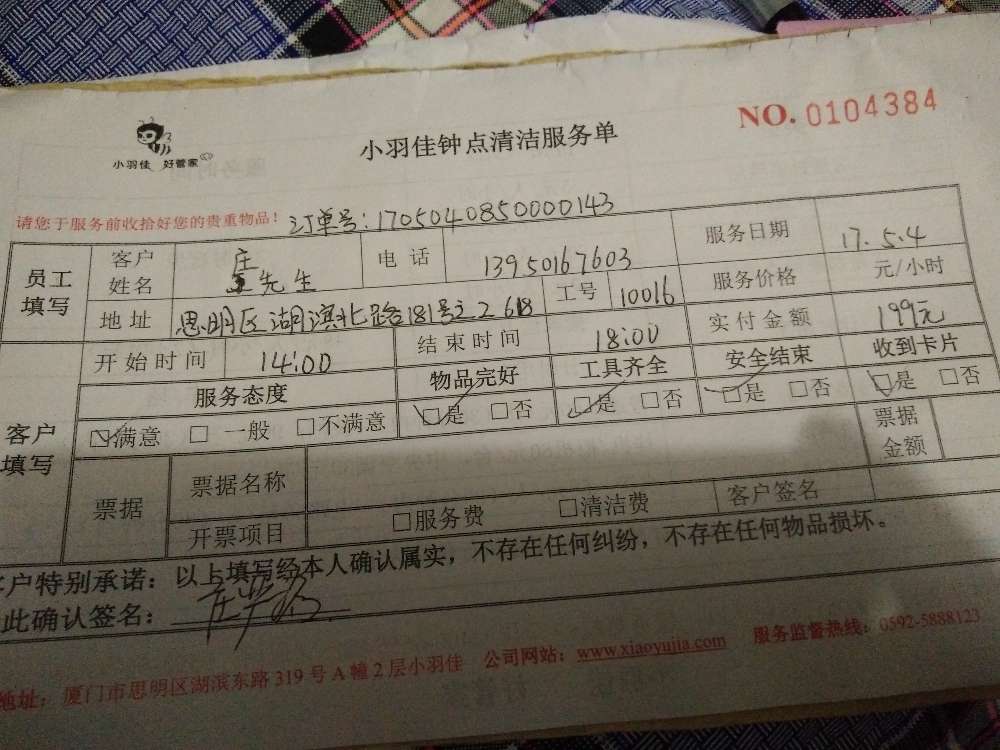 小羽佳 好管家
小羽佳钟点清洁服务单
NO. 0104384
请您于服务前收拾好您的贵重物品！ 订单号：1705040850000143
员工填写 客户姓名 庄先生 电话 13950167603 服务日期 17.5.4
地址 思明区湖滨北路181号之2 618 工号 10016 服务价格 元/小时
开始时间 14:00 结束时间 18:00 实付金额 199元
客户填写 服务态度 物品完好 工具齐全 安全结束 收到卡片
☑满意 □一般 □不满意 ☑是 □否 ☑是 □否 ☑是 □否 ☑是 □否
票据 票据名称 票据金额
开票项目 □服务费 □清洁费 客户签名
客户特别承诺：以上填写经本人确认属实，不存在任何纠纷，不存在任何物品损坏。
此确认签名：
地址：厦门市思明区湖滨东路319号A幢2层小羽佳 公司网站：www.xiaoyujia.com 服务监督热线：0592-5888123